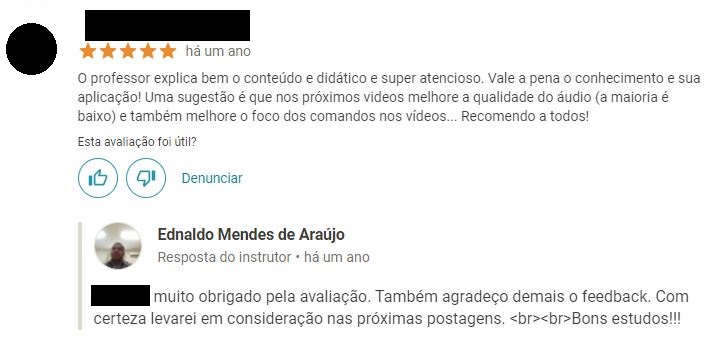 há um ano
O professor explica bem o conteúdo e didático e super atencioso. Vale a pena o conhecimento e sua
aplicação! Uma sugestão é que nos próximos videos melhore a qualidade do áudio (a maioria é
baixo) e também melhore o foco dos comandos nos vídeos... Recomendo a todos!
Esta avaliação foi útil?
Denunciar
Ednaldo Mendes de Araújo
Resposta do instrutor • há um ano
muito obrigado pela avaliação. Também agradeço demais o feedback. Com
certeza levarei em consideração nas próximas postagens. <br><br>Bons estudos!!!